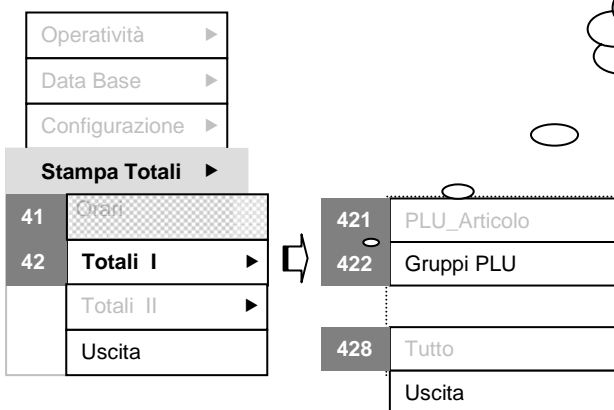 Operatività
Data Base
Configurazione
Stampa Totali
41 Orari
42 Totali I
Totali II
Uscita
421 PLU_Articolo
422 Gruppi PLU
428 Tutto
Uscita